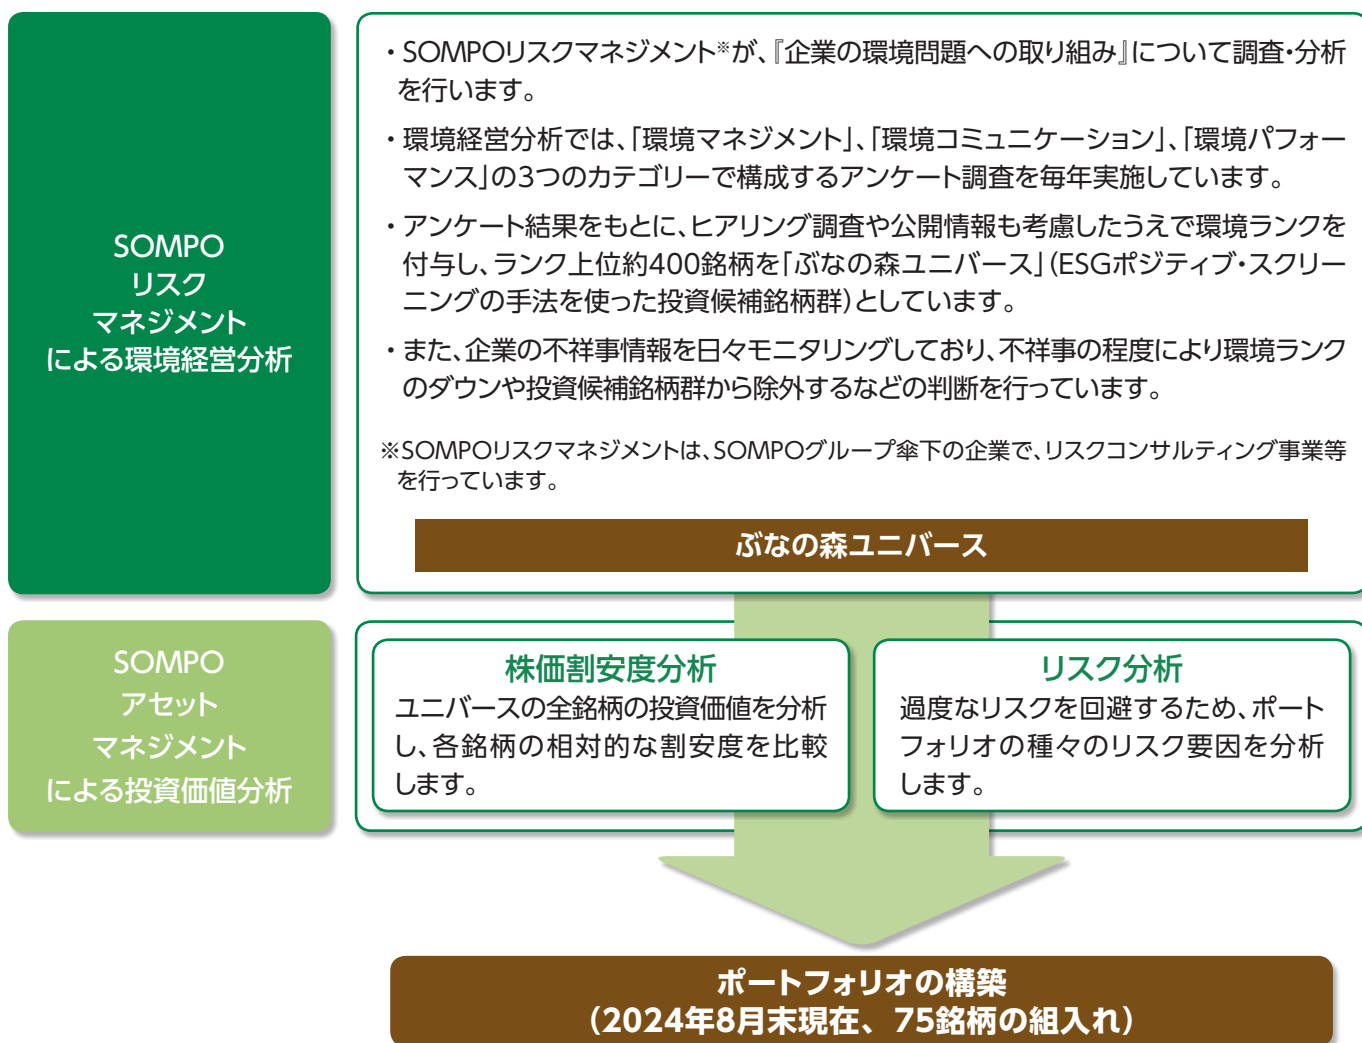 SOMPO
リスク
マネジメント
による環境経営分析
・SOMPOリスクマネジメント※が、『企業の環境問題への取り組み』について調査・分析
を行います。
・環境経営分析では、「環境マネジメント」、「環境コミュニケーション」、「環境パフォー
マンス」の3つのカテゴリーで構成するアンケート調査を毎年実施しています。
・アンケート結果をもとに、ヒアリング調査や公開情報も考慮したうえで環境ランクを
付与し、ランク上位約400銘柄を「ぶなの森ユニバース」（ESGポジティブ・スクリー
ニングの手法を使った投資候補銘柄群）としています。
・また、企業の不祥事情報を日々モニタリングしており、不祥事の程度により環境ランク
のダウンや投資候補銘柄群から除外するなどの判断を行っています。
※SOMPOリスクマネジメントは、SOMPOグループ傘下の企業で、リスクコンサルティング事業等
を行っています。
ぶなの森ユニバース
SOMPO
アセット
マネジメント
による投資価値分析
株価割安度分析
ユニバースの全銘柄の投資価値を分析
し、各銘柄の相対的な割安度を比較
します。
リスク分析
過度なリスクを回避するため、ポート
フォリオの種々のリスク要因を分析
します。
ポートフォリオの構築
（2024年8月末現在、75銘柄の組入れ）